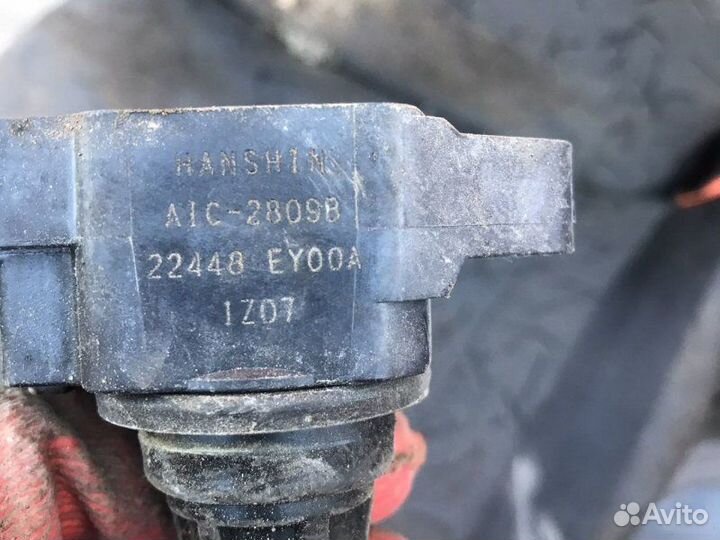 HANSHIN
AIC-2809B
22448 EY00A
1Z07
Avito